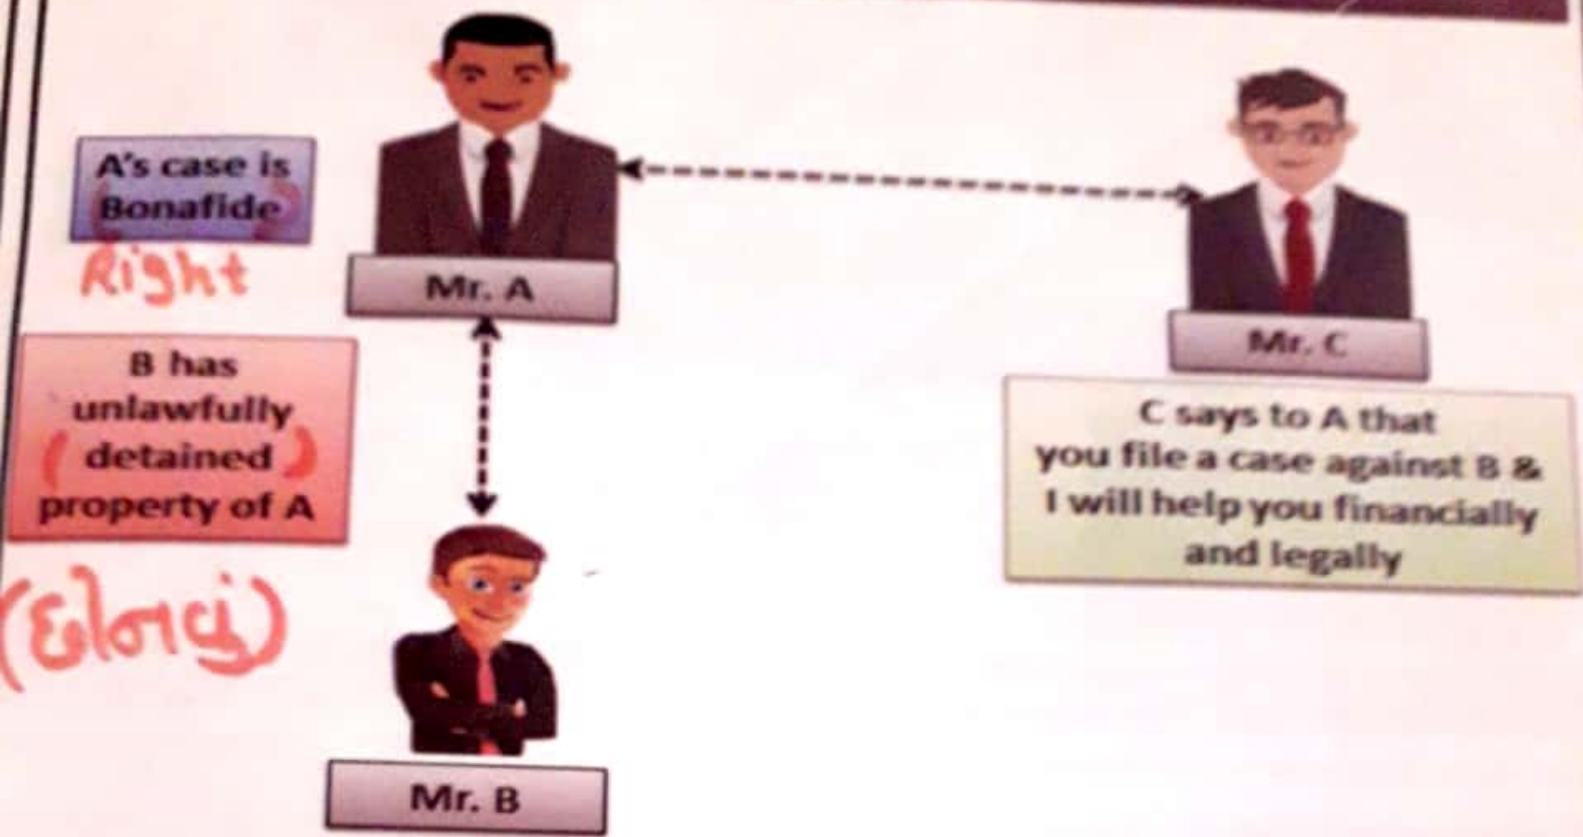 A's case is
Bonafide
Right
Mr. A
B has
unlawfully
(detained)
property of A
Mr. C
C says to A that
you file a case against B &
I will help you financially
and legally
Mr. B